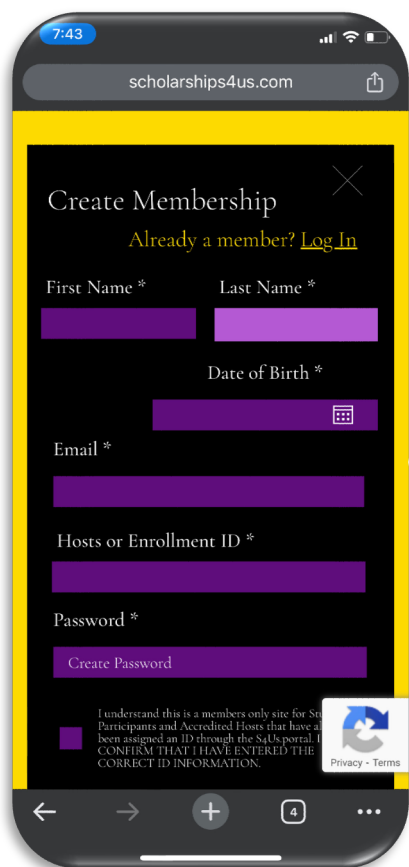 7:43
scholarships4us.com
Create Membership
Already a member? Log In
First Name * Last Name *
Date of Birth *
Email *
Hosts or Enrollment ID *
Password *
Create Password
I understand this is a members only site for
Participants and Accredited Hosts that have
been assigned an ID through the S4Us.portal. I
CONFIRM THAT I HAVE ENTERED THE
CORRECT ID INFORMATION.
Privacy - Terms
4